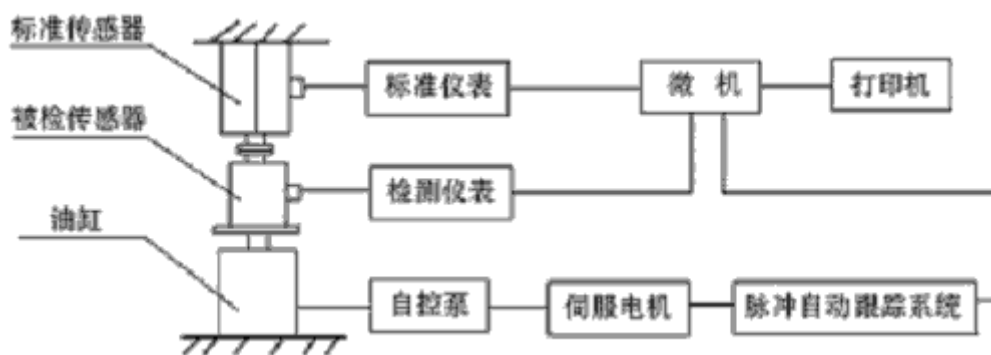 标准传感器
标准仪表
微 机
打印机
被检传感器
检测仪表
油缸
自控泵
伺服电机
脉冲自动跟踪系统